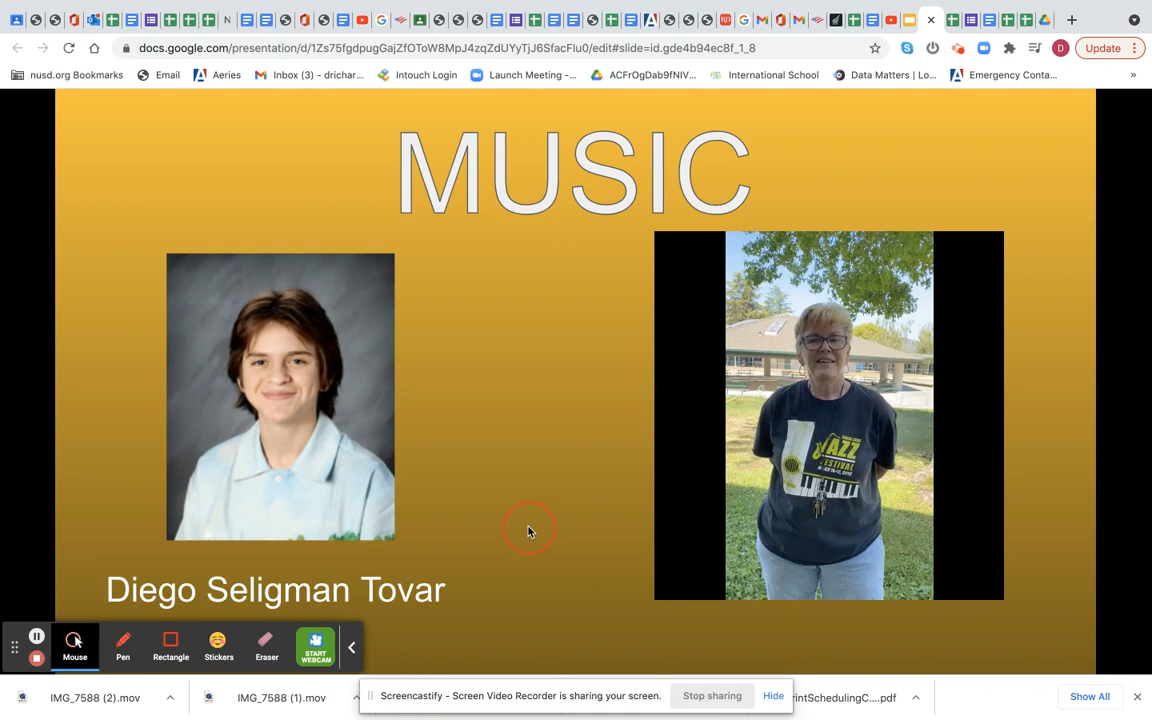 docs.google.com/presentation/d/1Zs75fgdpugGajZfOToW8MpJ4zqZdUYyTjJ6SfacFlu0/edit#slide=id.gde4b94ec8f_1_8
Update
nusd.org Bookmarks
Email
Aeries
Inbox (3) - drichar...
Intouch Login
Launch Meeting -...
ACFrOgDab9fNIV...
International School
Data Matters | Lo...
Emergency Conta...
»
MUSIC
JAZZ
FESTIVAL
Diego Seligman Tovar
Mouse
Pen
Rectangle
Stickers
Eraser
START
WEBCAM
IMG_7588 (2).mov
IMG_7588 (1).mov
Screencastify - Screen Video Recorder is sharing your screen.
Stop sharing
Hide
rintSchedulingC....pdf
Show All